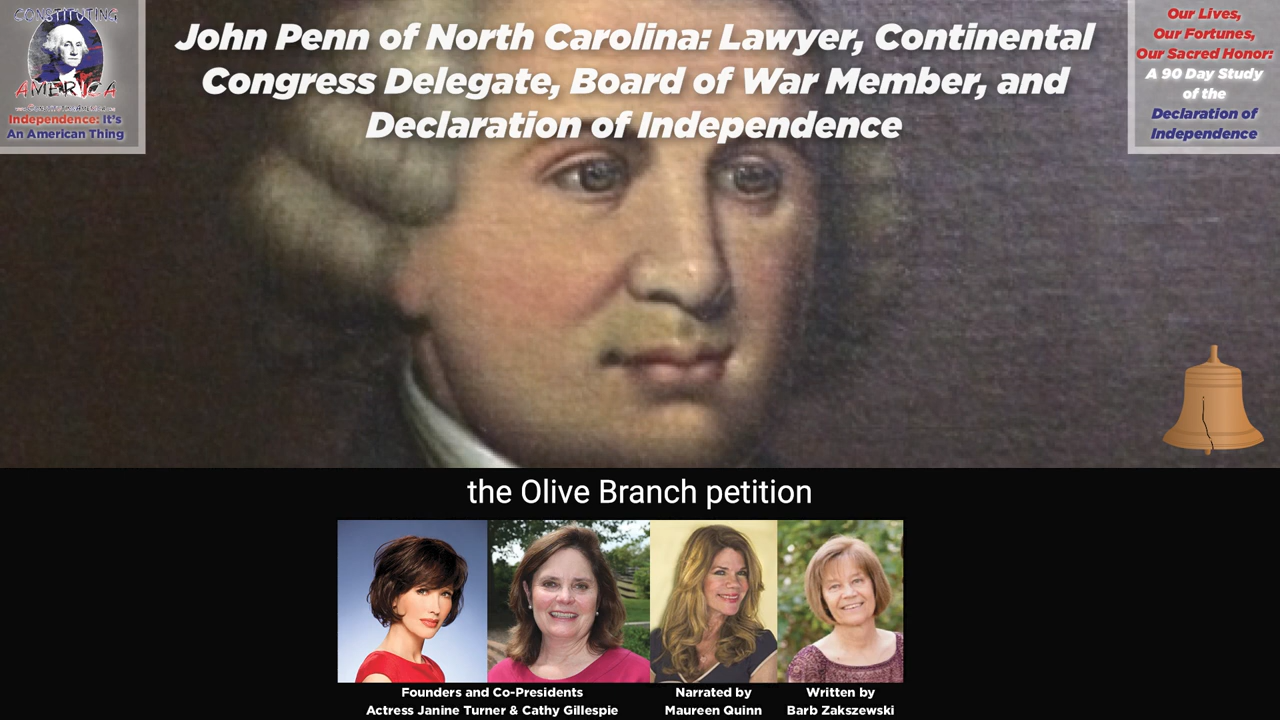 CONSTITUTING
AMERICA
Independence: It's
An American Thing
John Penn of North Carolina: Lawyer, Continental
Congress Delegate, Board of War Member, and
Declaration of Independence
Our Lives,
Our Fortunes,
Our Sacred Honor:
A 90 Day Study
of the
Declaration of
Independence
the Olive Branch petition
Founders and Co-Presidents
Actress Janine Turner & Cathy Gillespie
Narrated by
Maureen Quinn
Written by
Barb Zakszewski